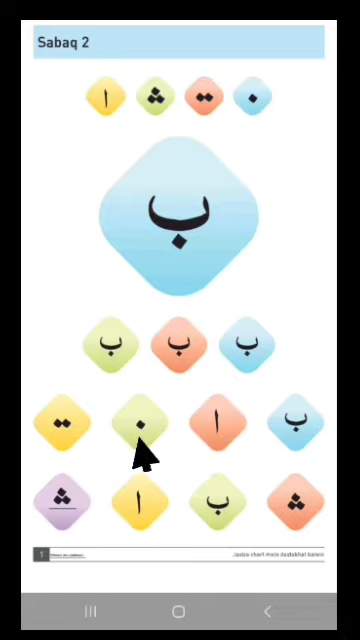 Sabaq 2
ا
ب
ب ب ب
ب ا
ب ا
1
Jaaiza chart mein dastakhat karein